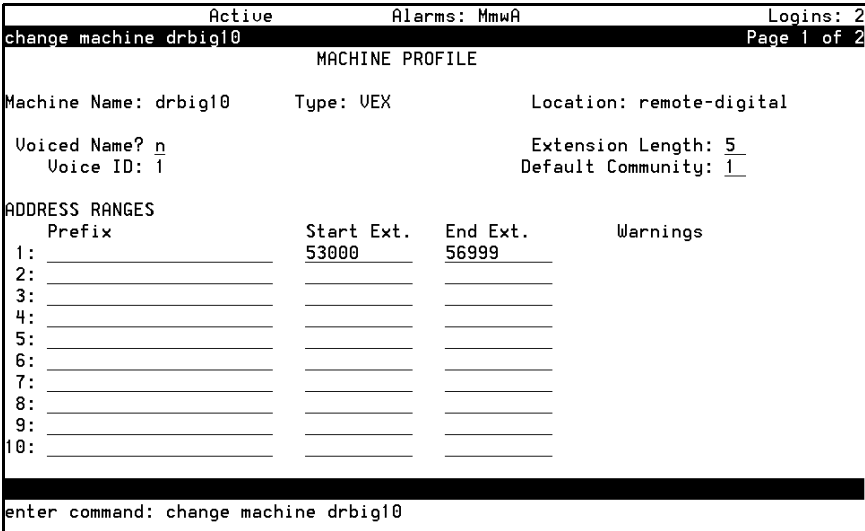 Active Alarms: MmwA Logins: 2
change machine drbig10 Page 1 of 2
MACHINE PROFILE
Machine Name: drbig10 Type: VEX Location: remote-digital
Voiced Name? n Extension Length: 5
Voice ID: 1 Default Community: 1
ADDRESS RANGES
Prefix Start Ext. End Ext. Warnings
1: 53000 56999
2:
3:
4:
5:
6:
7:
8:
9:
10:
enter command: change machine drbig10